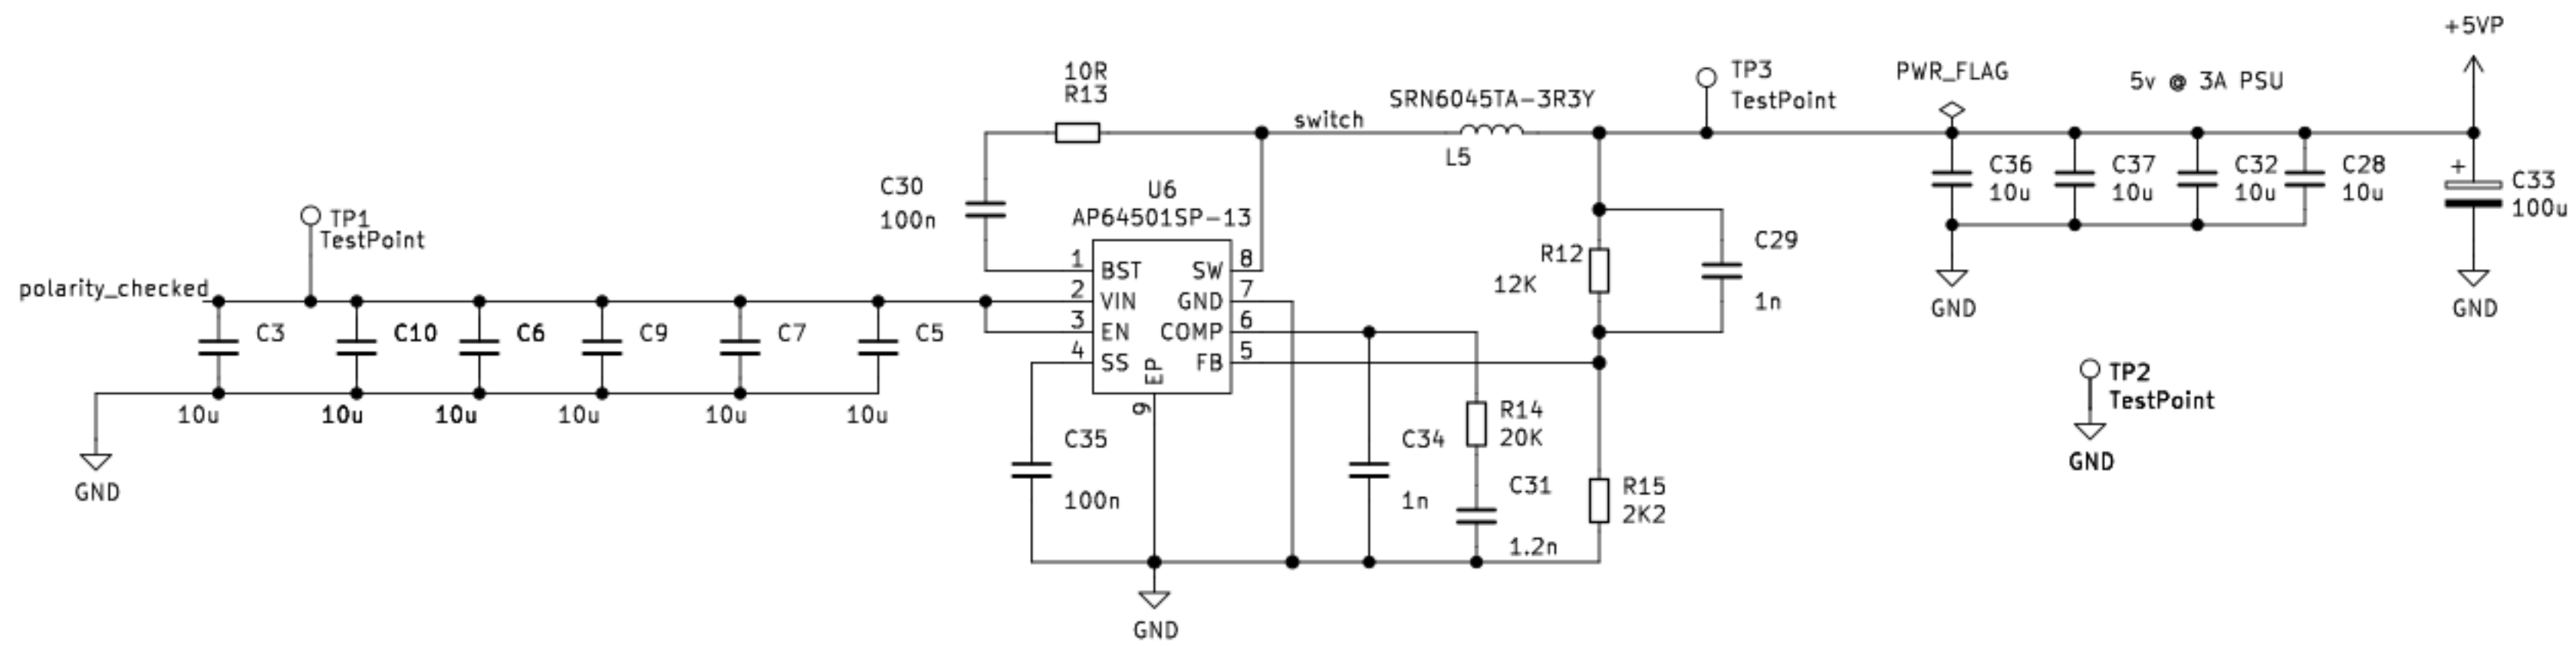 +5VP
10R
R13
SRN6045TA-3R3Y
TP3
TestPoint
PWR_FLAG
5v @ 3A PSU
switch
L5
C30
100n
U6
AP64501SP-13
C36
10u
C37
10u
C32
10u
C28
10u
+
C33
100u
TP1
TestPoint
R12
12K
C29
1n
polarity_checked
1
BST
SW
8
2
VIN
GND
7
3
EN
COMP
6
4
SS
EP
FB
5
9
GND
GND
C3
C10
C6
C9
C7
C5
10u
10u
10u
10u
10u
10u
TP2
TestPoint
GND
C35
100n
C34
1n
R14
20K
C31
1.2n
R15
2K2
GND
GND